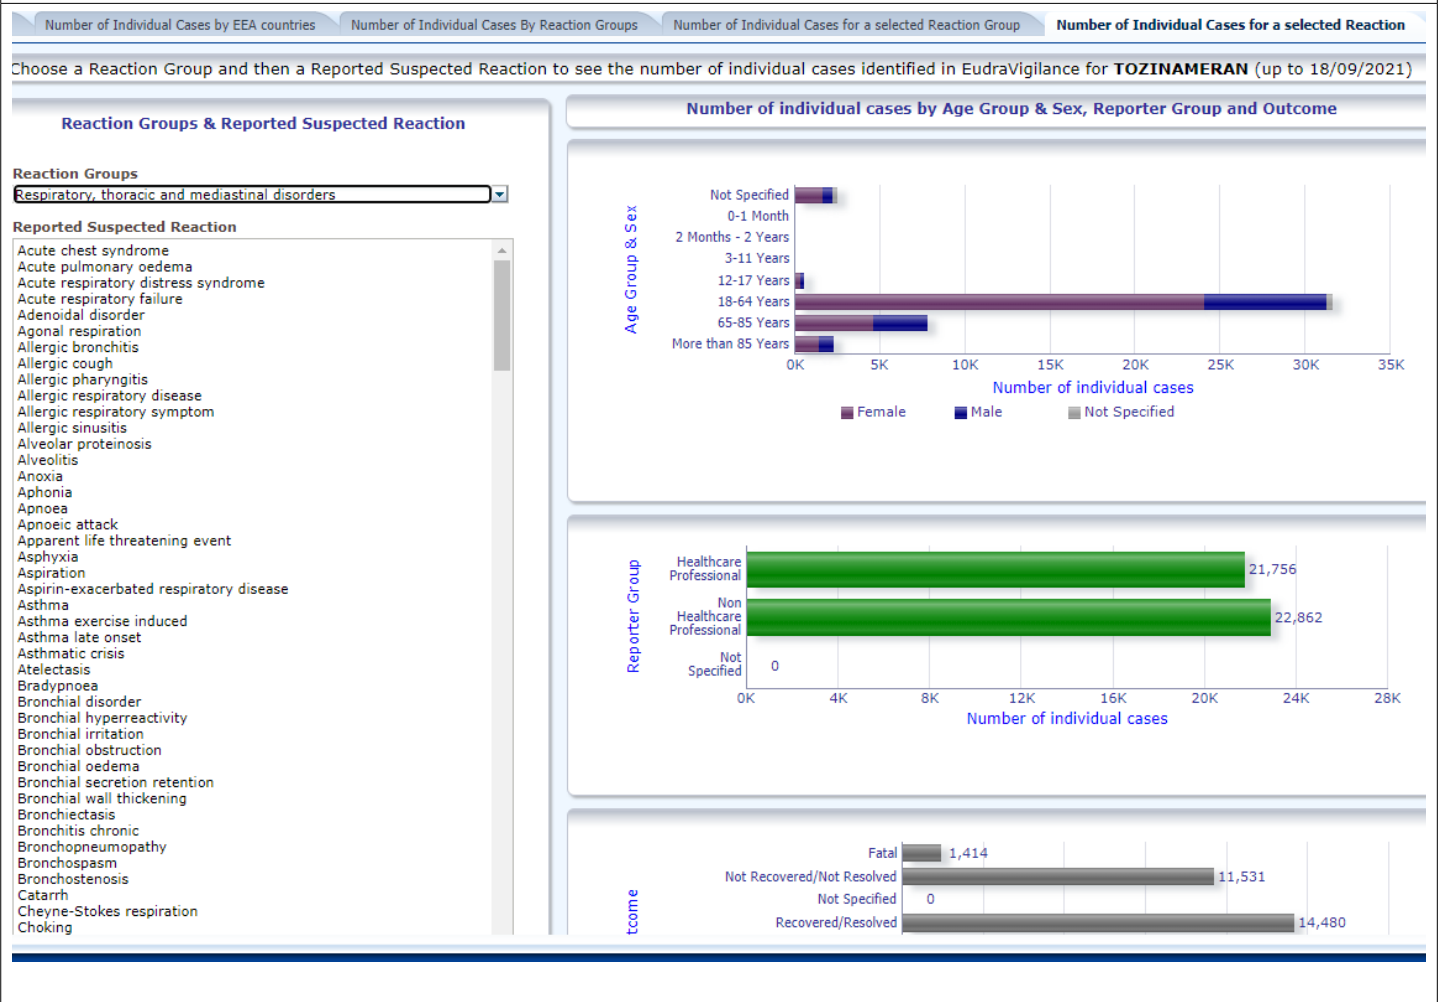 Number of Individual Cases by EEA countries
Number of Individual Cases By Reaction Groups
Number of Individual Cases for a selected Reaction Group
Number of Individual Cases for a selected Reaction
Choose a Reaction Group and then a Reported Suspected Reaction to see the number of individual cases identified in EudraVigilance for TOZINAMERAN (up to 18/09/2021)
Reaction Groups & Reported Suspected Reaction
Reaction Groups
Respiratory, thoracic and mediastinal disorders
Reported Suspected Reaction
Acute chest syndrome
Acute pulmonary oedema
Acute respiratory distress syndrome
Acute respiratory failure
Adenoidal disorder
Agonal respiration
Allergic bronchitis
Allergic cough
Allergic pharyngitis
Allergic respiratory disease
Allergic respiratory symptom
Allergic sinusitis
Alveolar proteinosis
Alveolitis
Anoxia
Aphonia
Apnoea
Apnoeic attack
Apparent life threatening event
Asphyxia
Aspiration
Aspirin-exacerbated respiratory disease
Asthma
Asthma exercise induced
Asthma late onset
Asthmatic crisis
Atelectasis
Bradypnoea
Bronchial disorder
Bronchial hyperreactivity
Bronchial irritation
Bronchial obstruction
Bronchial oedema
Bronchial secretion retention
Bronchial wall thickening
Bronchiectasis
Bronchitis chronic
Bronchopneumopathy
Bronchospasm
Bronchostenosis
Catarrh
Cheyne-Stokes respiration
Choking
Number of individual cases by Age Group & Sex, Reporter Group and Outcome
Age Group & Sex
Not Specified
0-1 Month
2 Months - 2 Years
3-11 Years
12-17 Years
18-64 Years
65-85 Years
More than 85 Years
0K 5K 10K 15K 20K 25K 30K 35K
Number of individual cases
Female Male Not Specified
Reporter Group
Healthcare
Professional
21,756
Non
Healthcare
Professional
22,862
Not
Specified
0
0K 4K 8K 12K 16K 20K 24K 28K
Number of individual cases
tcome
Fatal 1,414
Not Recovered/Not Resolved 11,531
Not Specified 0
Recovered/Resolved 14,480